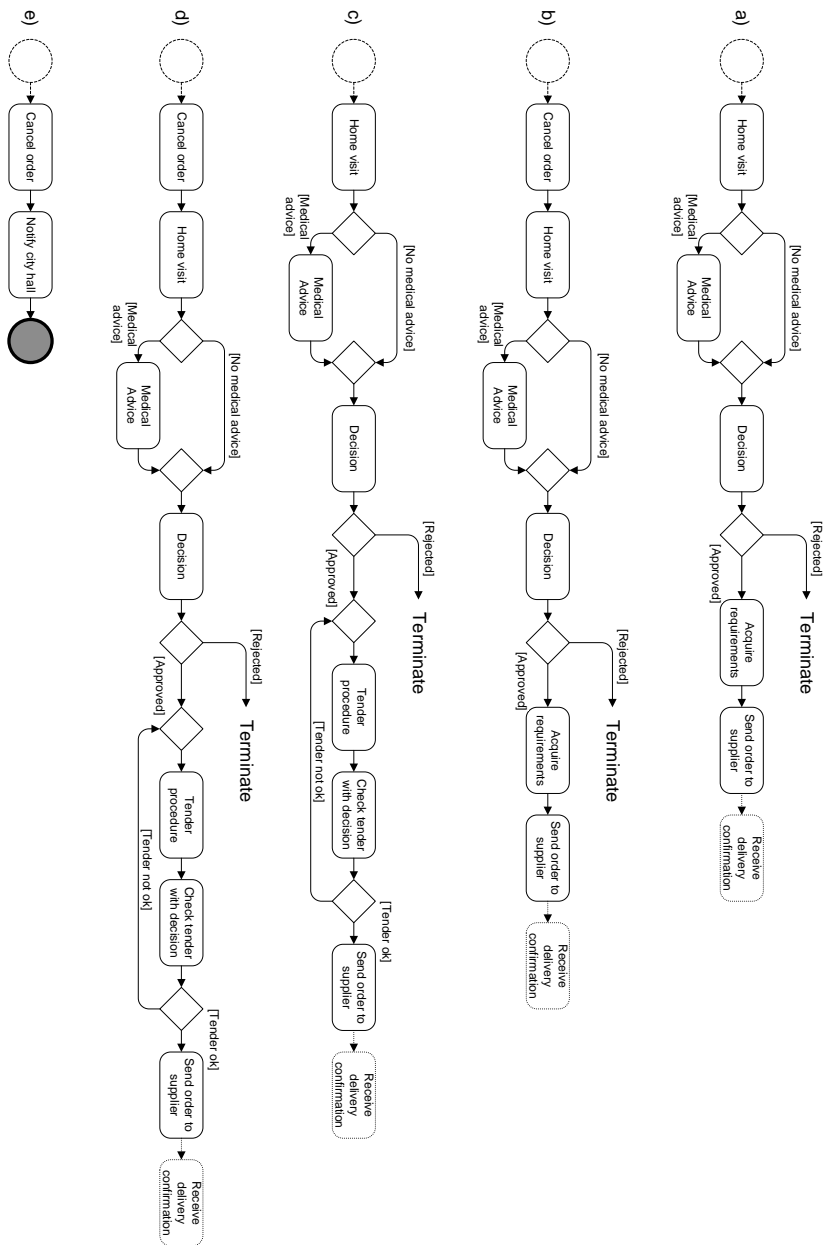 a)
Home visit
[Medical
advice]
[No medical advice]
Medical
Advice
Decision
[Rejected]
Terminate
[Approved]
Acquire
requirements
Send order to
supplier
Receive
delivery
confirmation
b)
Cancel order
Home visit
[Medical
advice]
[No medical advice]
Medical
Advice
Decision
[Rejected]
Terminate
[Approved]
Acquire
requirements
Send order to
supplier
Receive
delivery
confirmation
c)
Home visit
[Medical
advice]
[No medical advice]
Medical
Advice
Decision
[Rejected]
Terminate
[Approved]
Tender
procedure
Check tender
with decision
[Tender not ok]
[Tender ok]
Send order to
supplier
Receive
delivery
confirmation
d)
Cancel order
Home visit
[Medical
advice]
[No medical advice]
Medical
Advice
Decision
[Rejected]
Terminate
[Approved]
Tender
procedure
Check tender
with decision
[Tender not ok]
[Tender ok]
Send order to
supplier
Receive
delivery
confirmation
e)
Cancel order
Notify city hall